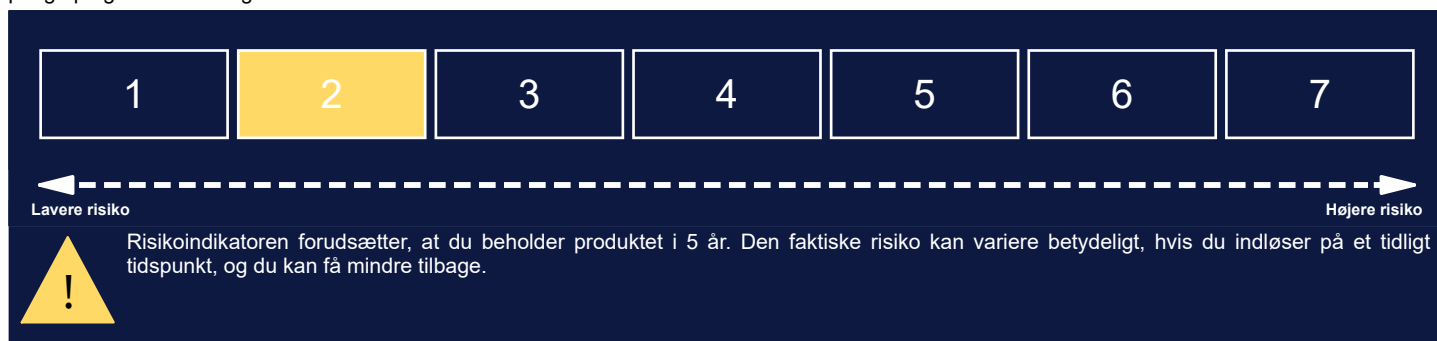 1 2 3 4 5 6 7
Lavere risiko Højere risiko
Risikoindikatoren forudsætter, at du beholder produktet i 5 år. Den faktiske risiko kan variere betydeligt, hvis du indløser på et tidligt
tidspunkt, og du kan få mindre tilbage.
!